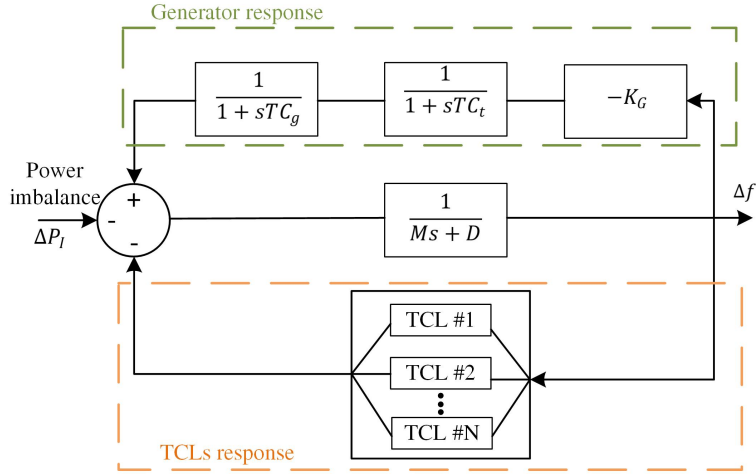 Generator response
1
1 + sTC_g
1
1 + sTC_t
−K_G
Power
imbalance
ΔP_I
+
-
-
1
Ms + D
Δf
TCL #1
TCL #2
TCL #N
TCLs response